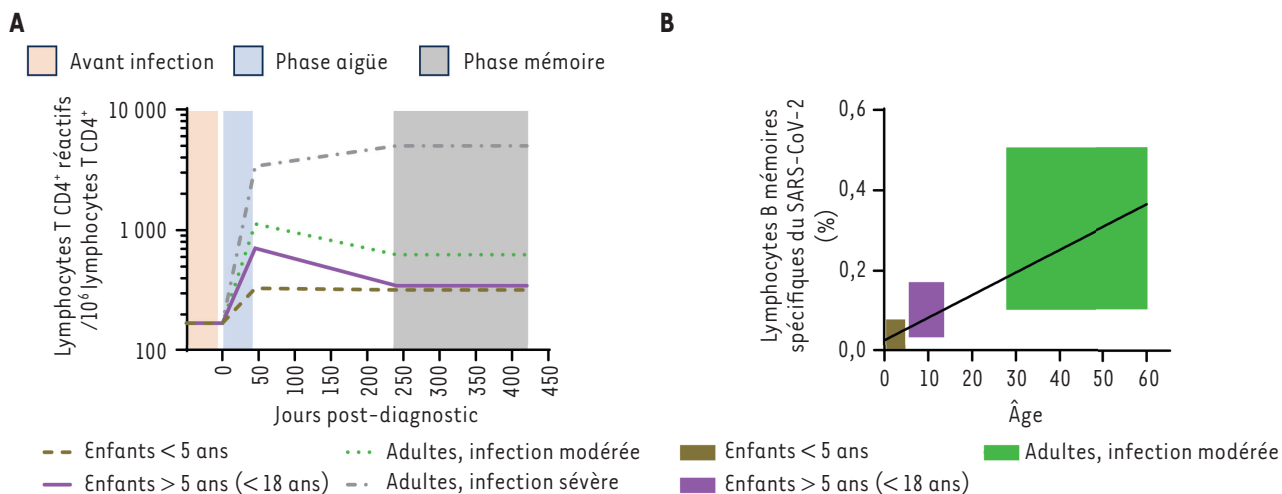 A
Avant infection
Phase aigüe
Phase mémoire
Lymphocytes T CD4⁺ réactifs
/10⁶ lymphocytes T CD4⁺
10 000
1 000
100
0
50
100
150
200
250
300
350
400
450
Jours post-diagnostic
Enfants < 5 ans
Enfants > 5 ans (< 18 ans)
Adultes, infection modérée
Adultes, infection sévère
B
Lymphocytes B mémoires
spécifiques du SARS-CoV-2
(%)
0,6
0,4
0,2
0,0
0
10
20
30
40
50
60
Âge
Enfants < 5 ans
Enfants > 5 ans (< 18 ans)
Adultes, infection modérée